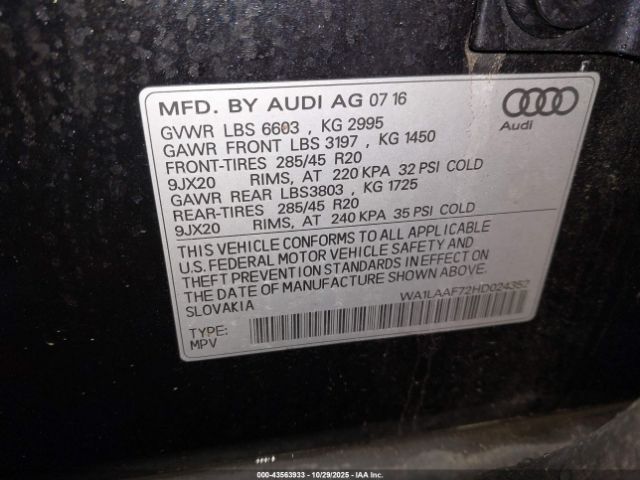 MFD. BY AUDI AG 07 16
GVWR LBS 6603 , KG 2995
GAWR FRONT LBS 3197 , KG 1450
FRONT-TIRES 285/45 R20
9JX20 RIMS, AT 220 KPA 32 PSI COLD
GAWR REAR LBS3803 , KG 1725
REAR-TIRES 285/45 R20
9JX20 RIMS, AT 240 KPA 35 PSI COLD
Audi
THIS VEHICLE CONFORMS TO ALL APPLICABLE
U.S. FEDERAL MOTOR VEHICLE SAFETY AND
THEFT PREVENTION STANDARDS IN EFFECT ON
THE DATE OF MANUFACTURE SHOWN ABOVE.
SLOVAKIA
WA1LAAF72HD024352
TYPE:
MPV
000-43563933 - 10/29/2025 - IAA Inc.